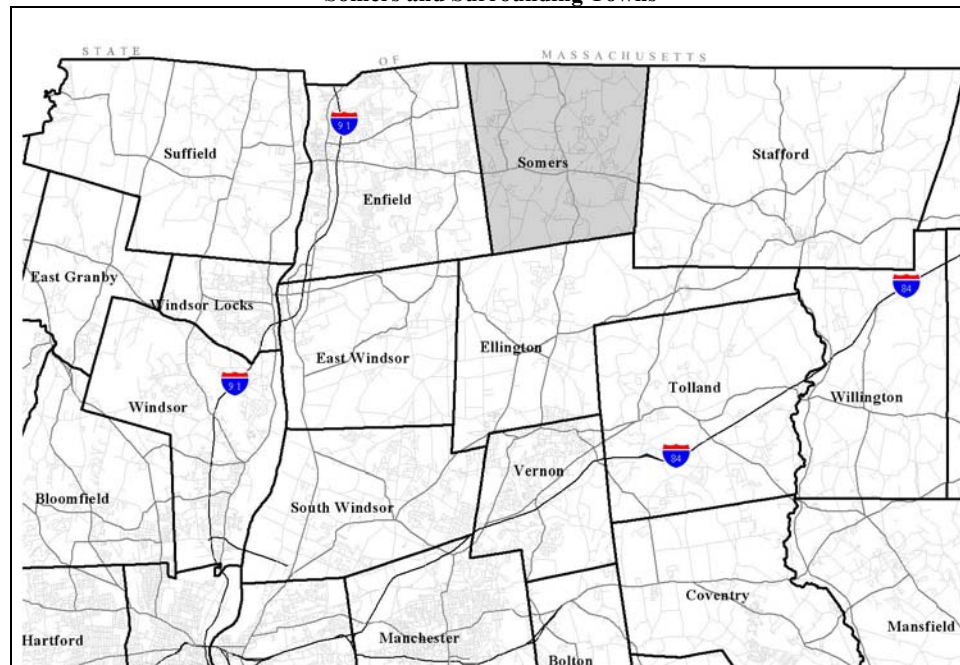 Somers and Surrounding Towns
STATE OF MASSACHUSETTS
91
Suffield
Somers
Stafford
Enfield
East Granby
84
Windsor Locks
East Windsor
Ellington
91
Tolland
Windsor
Willington
84
Vernon
Bloomfield
South Windsor
Coventry
Mansfield
Hartford
Manchester
Bolton